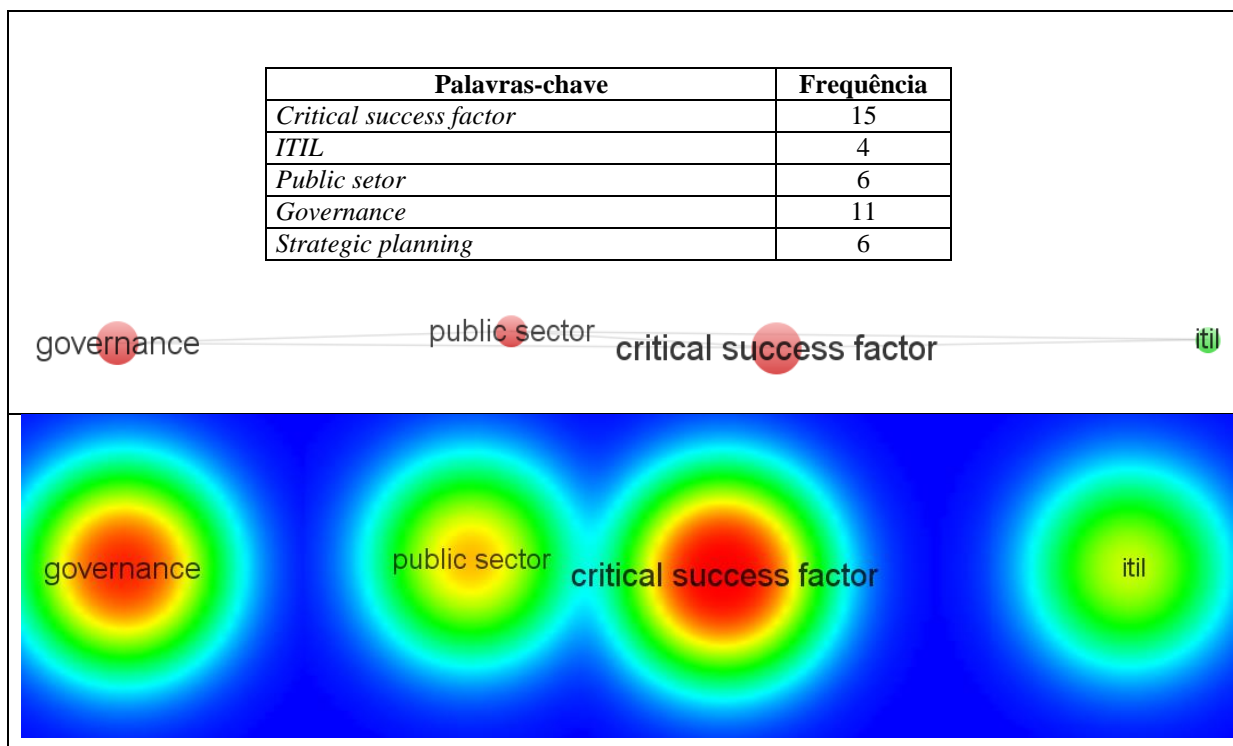 Palavras-chave Frequência
Critical success factor 15
ITIL 4
Public setor 6
Governance 11
Strategic planning 6
governance public sector critical success factor itil
governance public sector critical success factor itil